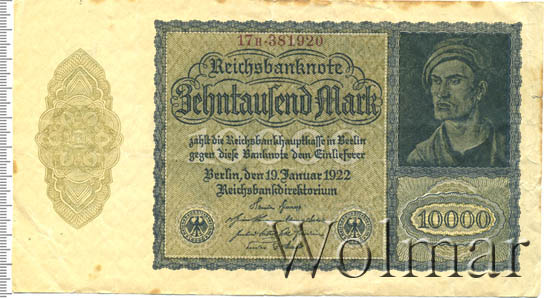 17H·381920
Reichsbanknote
Zehntausend Mark
zahlt die Reichsbankhauptkasse in Berlin
gegen diese Banknote dem Einlieferer
Berlin, den 19. Januar 1922
Reichsbankdirektorium
10000
Wolmar